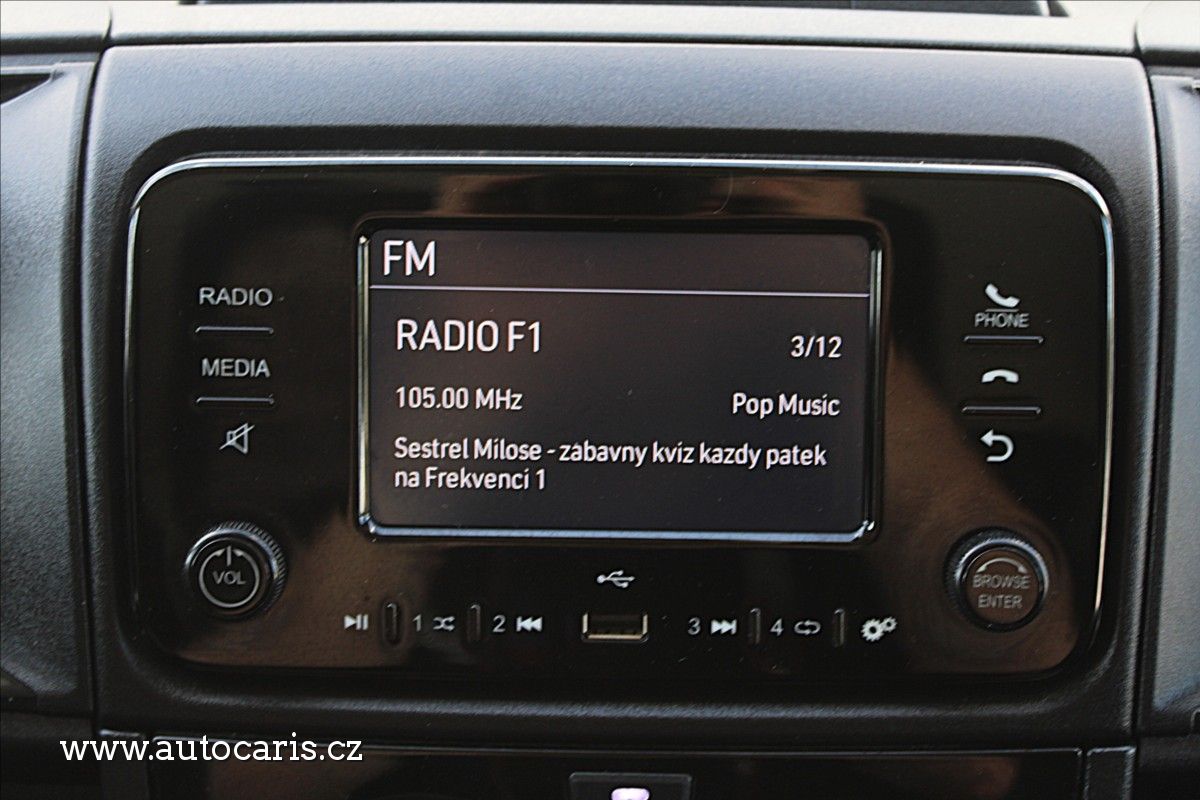 FM
RADIO F1
3/12
105.00 MHz
Pop Music
Sestrel Milose - zabavny kviz kazdy patek
na Frekvenci 1
RADIO
MEDIA
VOL
PHONE
BROWSE
ENTER
1
2
3
4
www.autocaris.cz